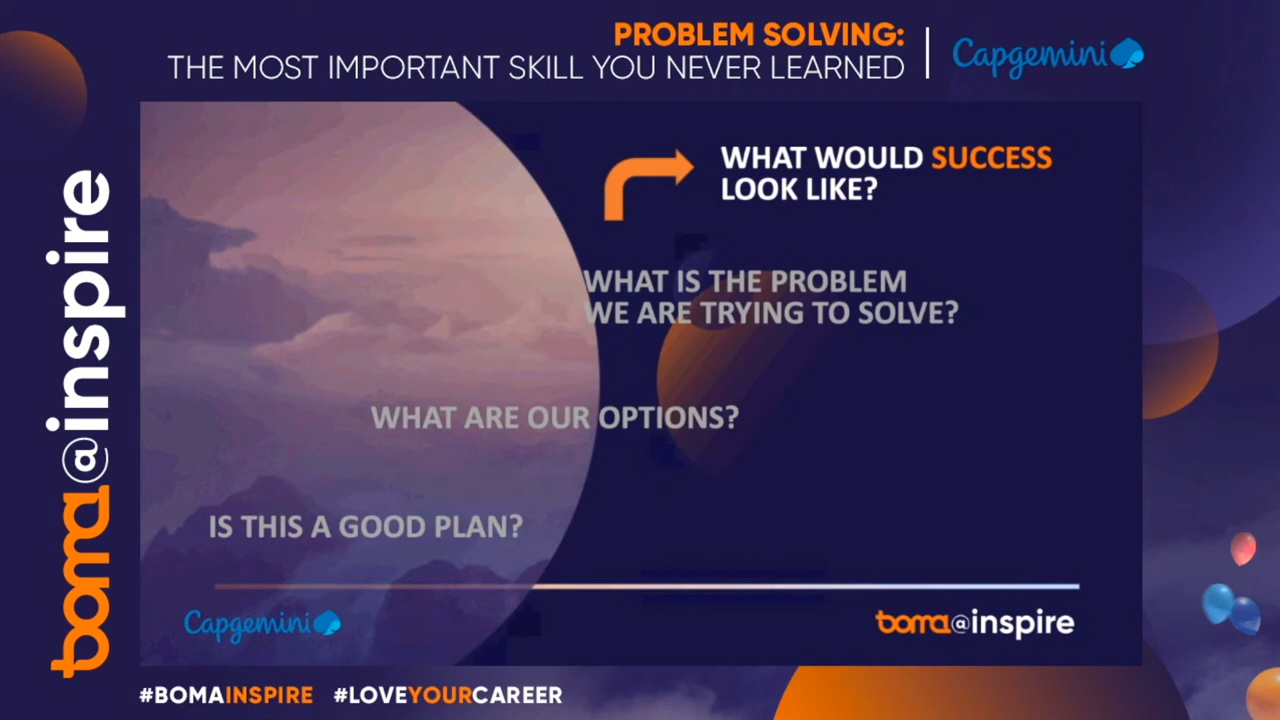 PROBLEM SOLVING:
THE MOST IMPORTANT SKILL YOU NEVER LEARNED
Capgemini
boma@inspire
WHAT WOULD SUCCESS
LOOK LIKE?
WHAT IS THE PROBLEM
WE ARE TRYING TO SOLVE?
WHAT ARE OUR OPTIONS?
IS THIS A GOOD PLAN?
Capgemini
boma@inspire
#BOMAINSPIRE #LOVEYOURCAREER